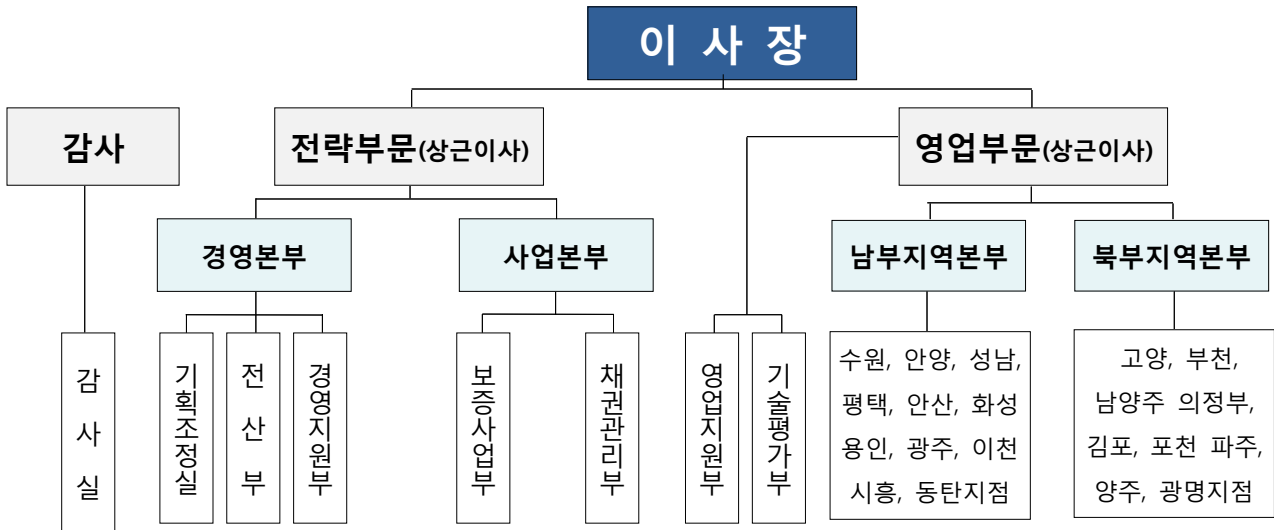 이 사 장
감사
전략부문(상근이사)
영업부문(상근이사)
경영본부
사업본부
남부지역본부
북부지역본부
감사실
기획조정실
전산부
경영지원부
보증사업부
채권관리부
영업지원부
기술평가부
수원, 안양, 성남,
평택, 안산, 화성
용인, 광주, 이천
시흥, 동탄지점
고양, 부천,
남양주 의정부,
김포, 포천 파주,
양주, 광명지점